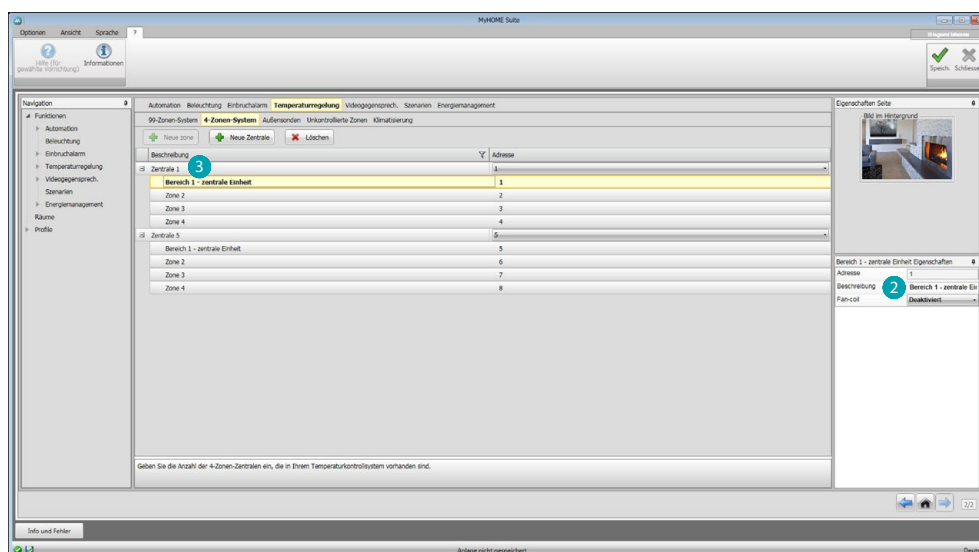 MyHOME Suite
Optionen Ansicht Sprache ?
Hilfe (für gewählte Vorrichtung)
Informationen
Speich. Schliesse
Navigation
Funktionen
Automation
Beleuchtung
Einbruchalarm
Temperaturregelung
Videogegensprech.
Szenarien
Energiemanagement
Räume
Profile
Automation Beleuchtung Einbruchalarm Temperaturregelung Videogegensprech. Szenarien Energiemanagement
99-Zonen-System 4-Zonen-System Außensonden Unkontrollierte Zonen Klimatisierung
Neue zone Neue Zentrale Löschen
Beschreibung Adresse
Zentrale 1 3 1
Bereich 1 - zentrale Einheit 1
Zone 2 2
Zone 3 3
Zone 4 4
Zentrale 5 5
Bereich 1 - zentrale Einheit 5
Zone 2 6
Zone 3 7
Zone 4 8
Geben Sie die Anzahl der 4-Zonen-Zentralen ein, die in Ihrem Temperaturkontrollsystem vorhanden sind.
Eigenschaften Seite
Bild im Hintergrund
Bereich 1 - zentrale Einheit Eigenschaften
Adresse 1
Beschreibung 2 Bereich 1 - zentrale Ein
Fan-coil Deaktiviert
2/2
Info und Fehler
Anlage nicht gespeichert